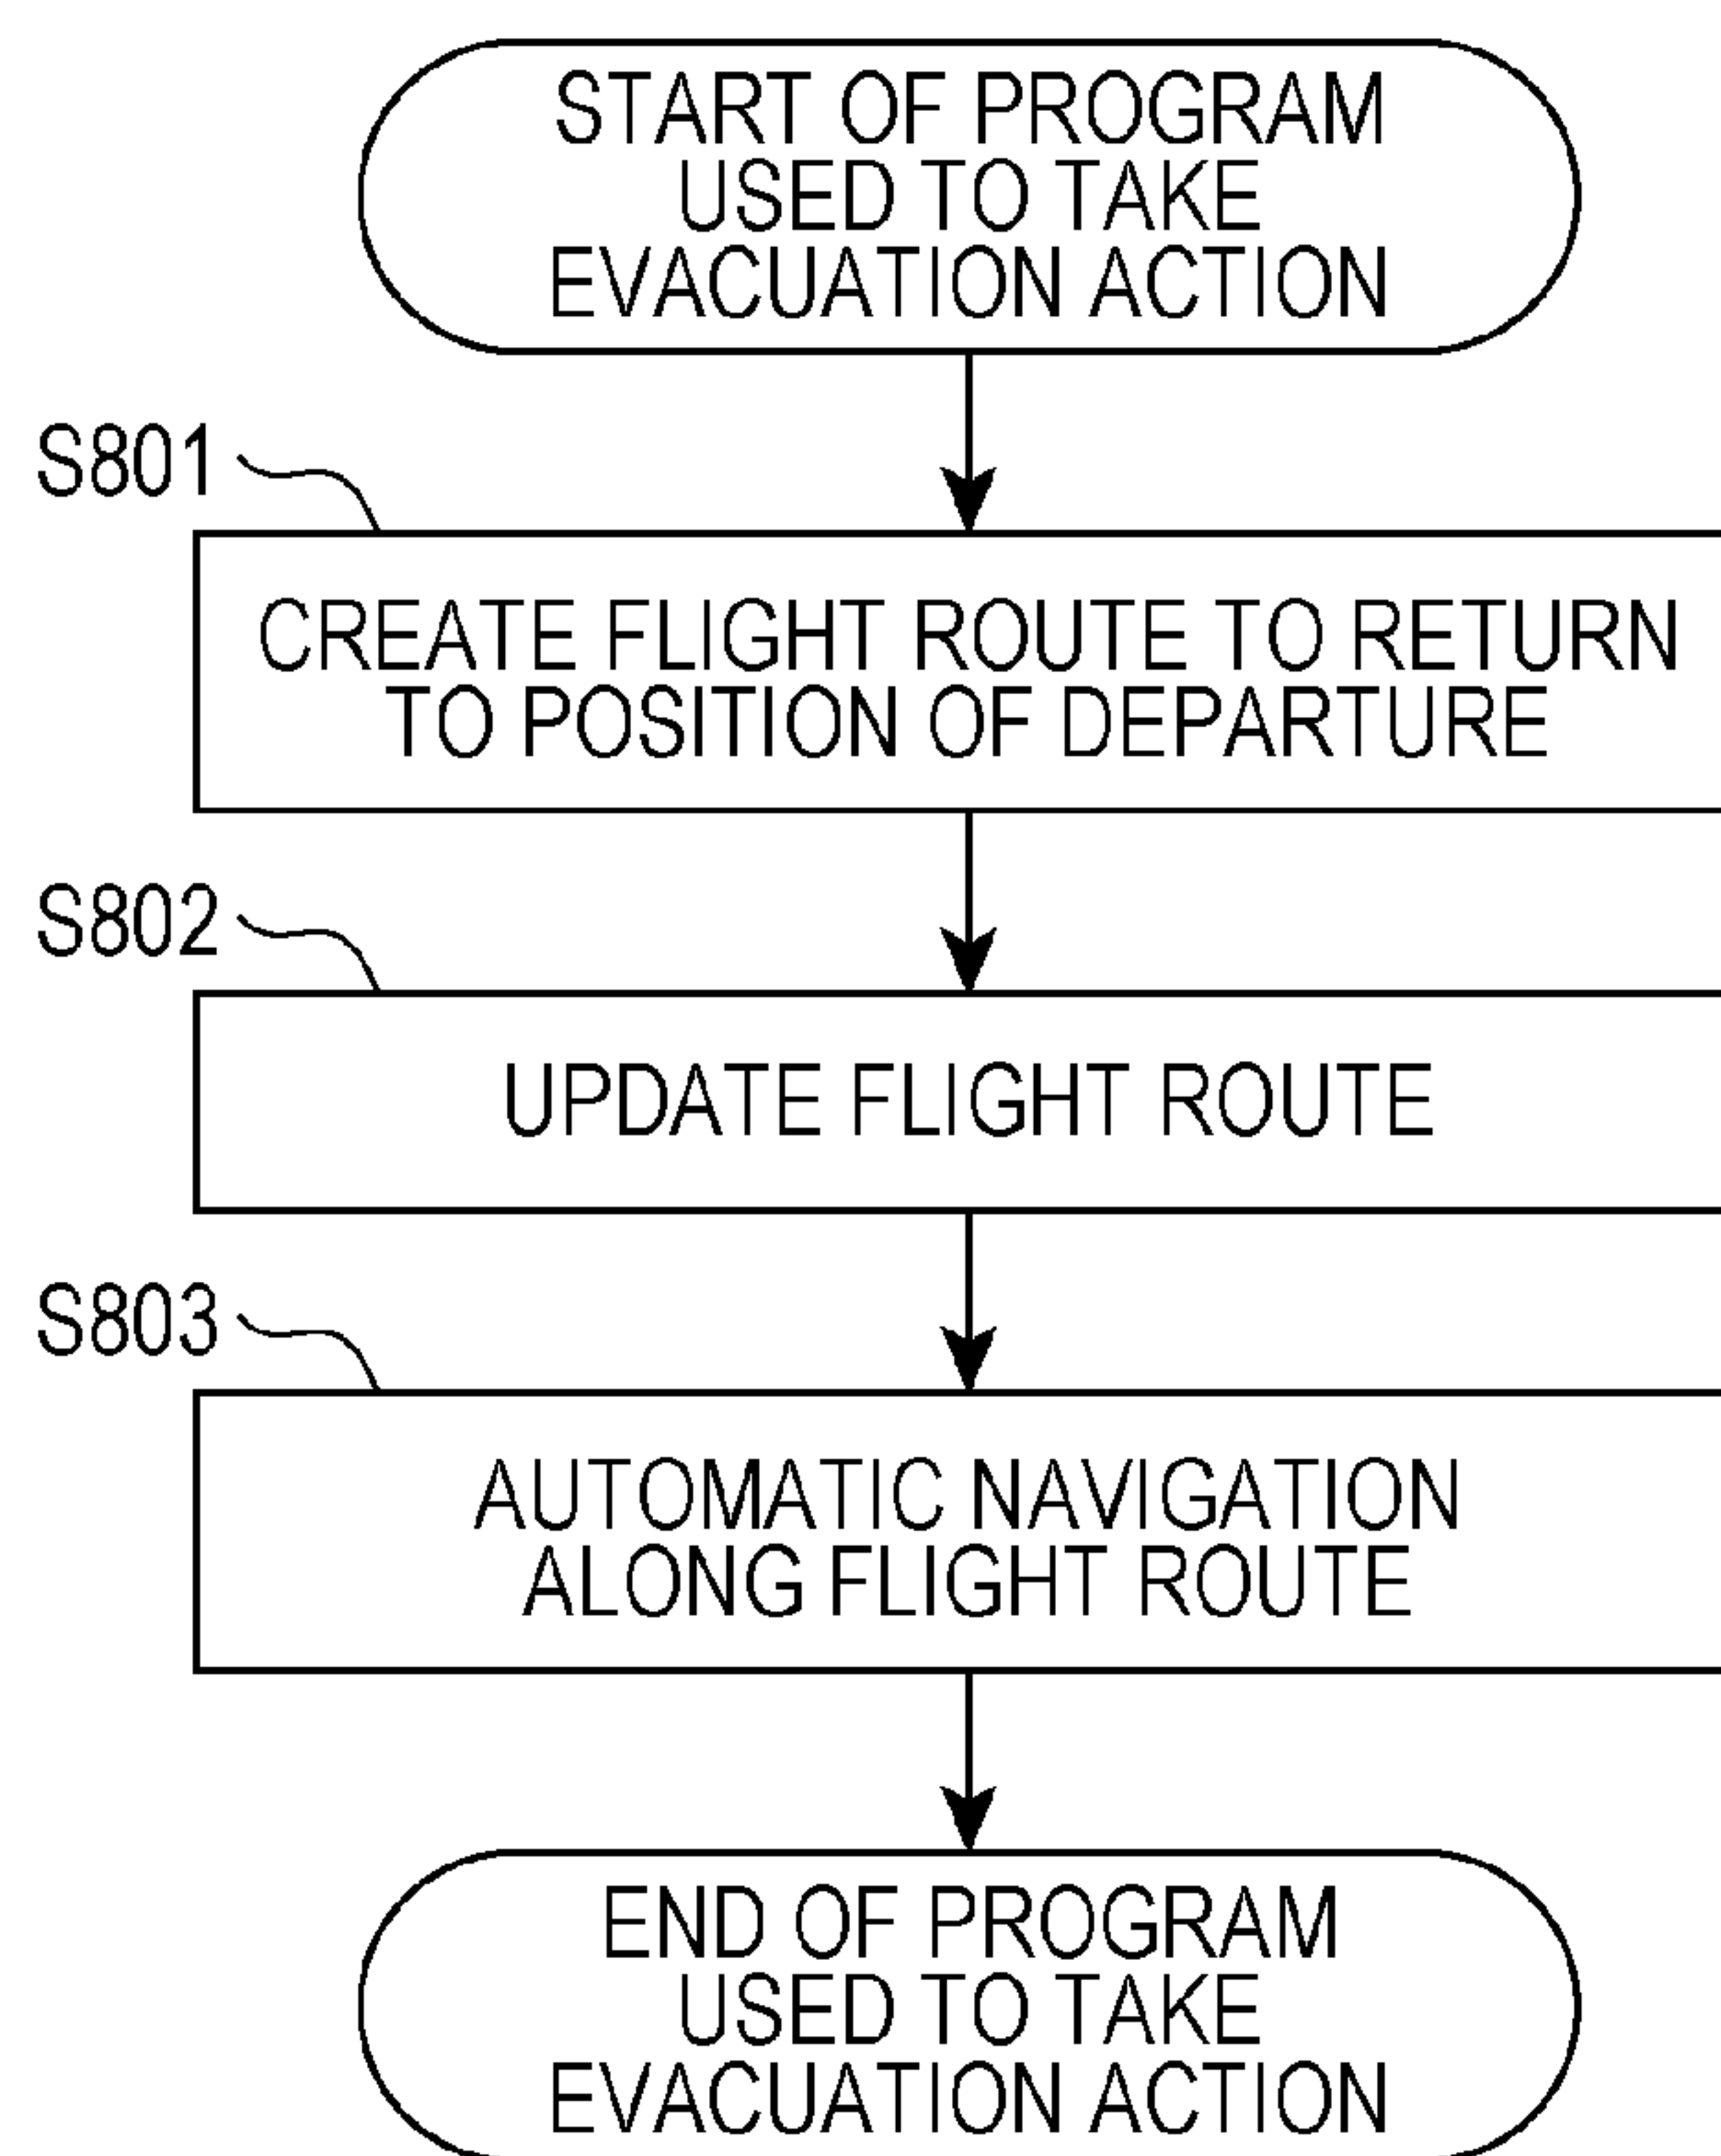 START OF PROGRAM
USED TO TAKE
EVACUATION ACTION
S801
CREATE FLIGHT ROUTE TO RETURN
TO POSITION OF DEPARTURE
S802
UPDATE FLIGHT ROUTE
S803
AUTOMATIC NAVIGATION
ALONG FLIGHT ROUTE
END OF PROGRAM
USED TO TAKE
EVACUATION ACTION